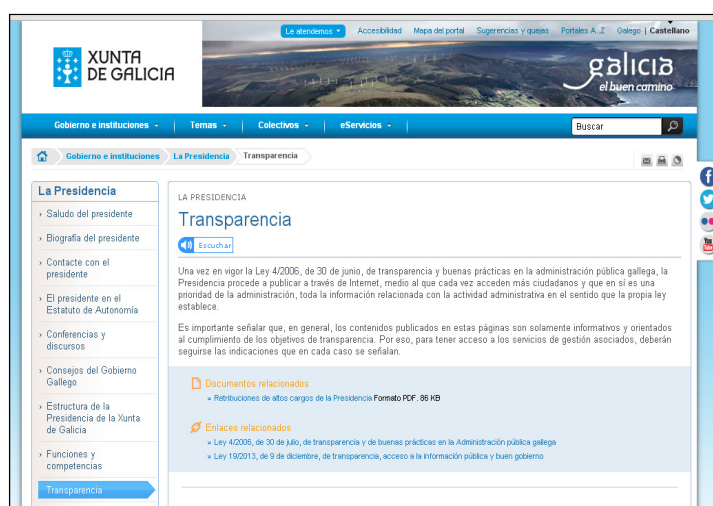 Le atendemos
Accesibilidad
Mapa del portal
Sugerencias y quejas
Portales A..Z
Galego | Castellano
XUNTA
DE GALICIA
galicia
el buen camino
Gobierno e instituciones
Temas
Colectivos
eServicios
Buscar
Gobierno e instituciones
La Presidencia
Transparencia
La Presidencia
› Saludo del presidente
› Biografía del presidente
› Contacte con el
presidente
› El presidente en el
Estatuto de Autonomía
› Conferencias y
discursos
› Consejos del Gobierno
Gallego
› Estructura de la
Presidencia de la Xunta
de Galicia
› Funciones y
competencias
Transparencia
LA PRESIDENCIA
Transparencia
Escuchar
Una vez en vigor la Ley 4/2006, de 30 de junio, de transparencia y buenas prácticas en la administración pública gallega, la
Presidencia procede a publicar a través de Internet, medio al que cada vez acceden más ciudadanos y que en sí es una
prioridad de la administración, toda la información relacionada con la actividad administrativa en el sentido que la propia ley
establece.
Es importante señalar que, en general, los contenidos publicados en estas páginas son solamente informativos y orientados
al cumplimiento de los objetivos de transparencia. Por eso, para tener acceso a los servicios de gestión asociados, deberán
seguirse las indicaciones que en cada caso se señalan.
Documentos relacionados
» Retribuciones de altos cargos de la Presidencia Formato PDF. 86 KB
Enlaces relacionados
» Ley 4/2006, de 30 de julio, de transparencia y de buenas prácticas en la Administración pública gallega
» Ley 19/2013, de 9 de diciembre, de transparencia, acceso a la información pública y buen gobierno
You
Tube